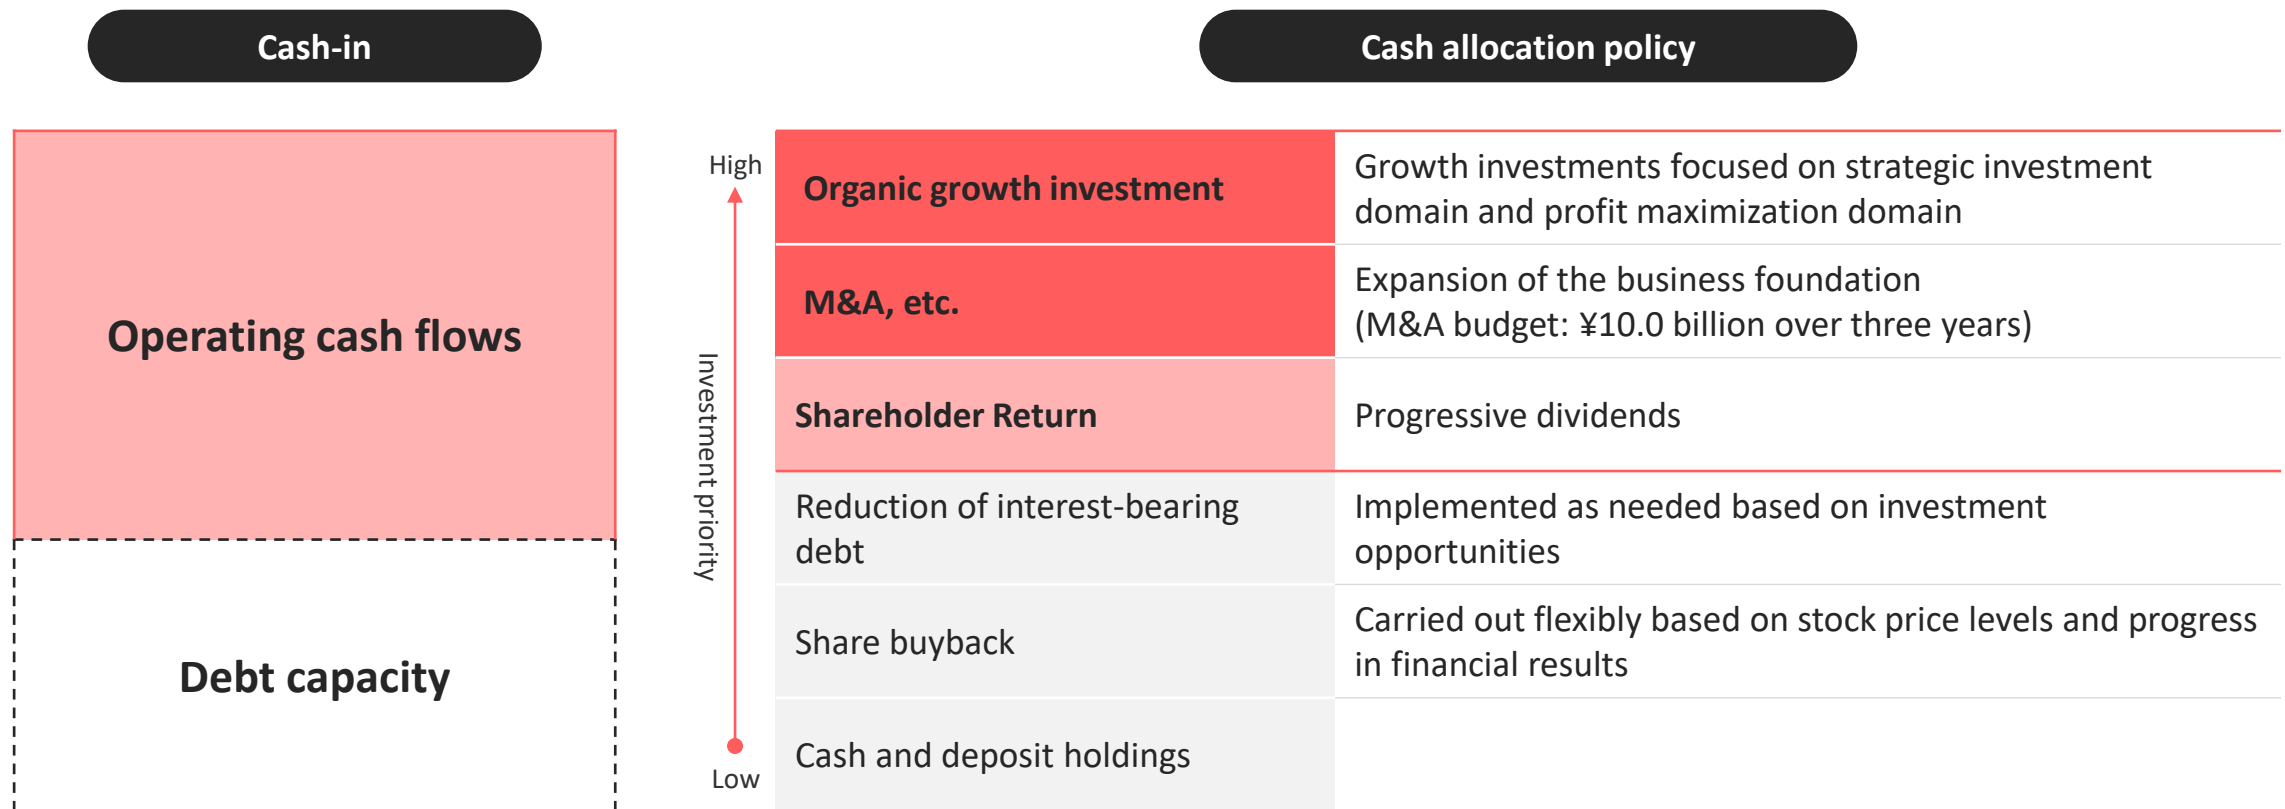 Cash-in
Cash allocation policy
Operating cash flows
Debt capacity
High
Investment priority
Low
Organic growth investment
Growth investments focused on strategic investment
domain and profit maximization domain
M&A, etc.
Expansion of the business foundation
(M&A budget: ¥10.0 billion over three years)
Shareholder Return
Progressive dividends
Reduction of interest-bearing
debt
Implemented as needed based on investment
opportunities
Share buyback
Carried out flexibly based on stock price levels and progress
in financial results
Cash and deposit holdings